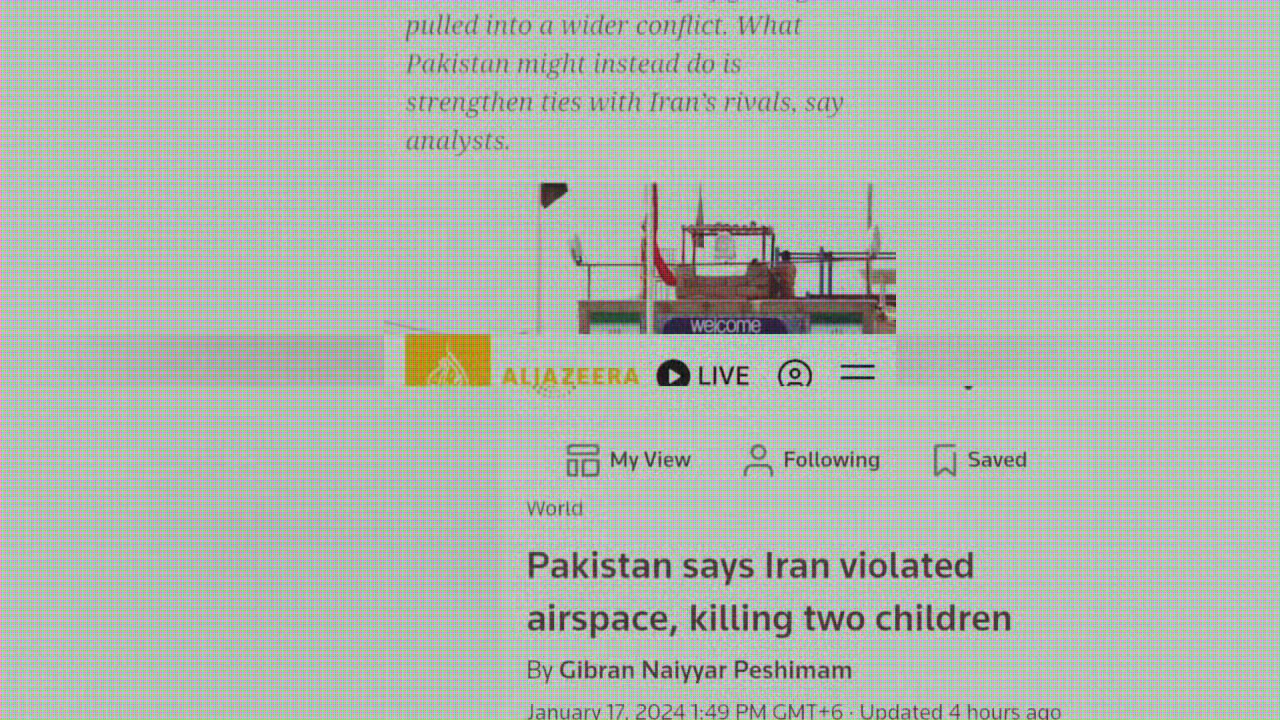 pulled into a wider conflict. What
Pakistan might instead do is
strengthen ties with Iran's rivals, say
analysts.
welcome
ALJAZEERA LIVE
My View Following Saved
World
Pakistan says Iran violated
airspace, killing two children
By Gibran Naiyyar Peshimam
January 17, 2024 1:49 PM GMT+6 · Updated 4 hours ago